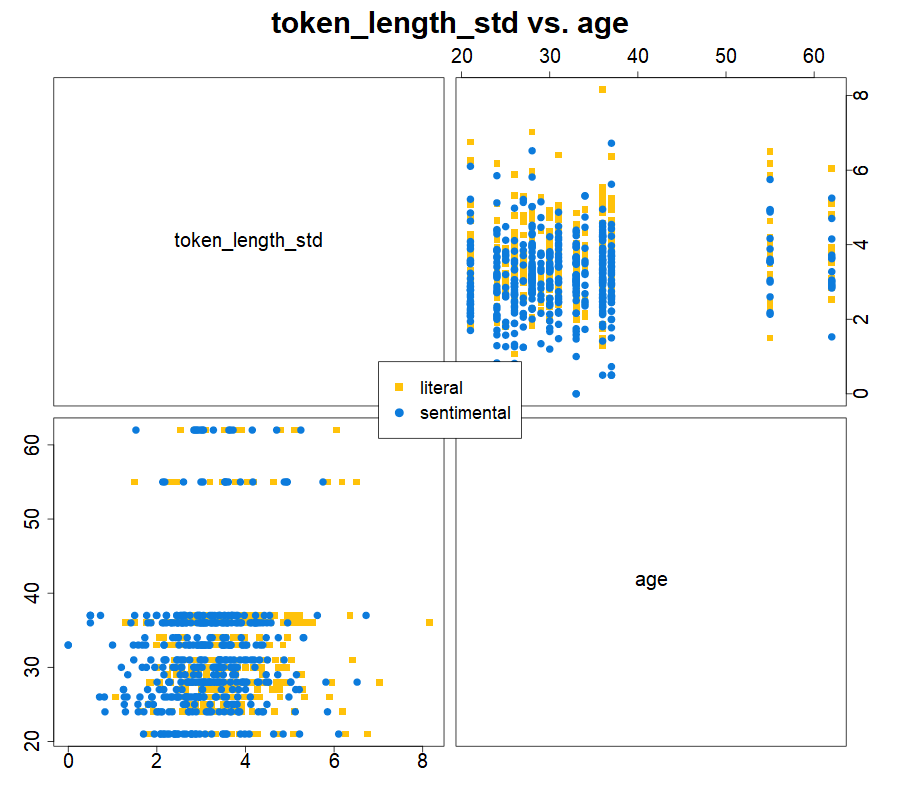 token_length_std vs. age
20 30 40 50 60
token_length_std
0 2 4 6 8
literal
sentimental
20 30 40 50 60
age
0 2 4 6 8